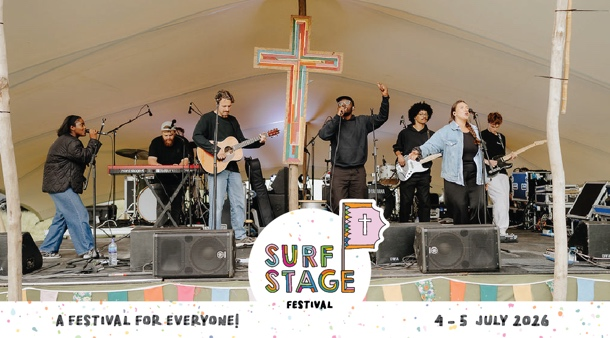 SURF
STAGE
FESTIVAL
A FESTIVAL FOR EVERYONE!
4 - 5 JULY 2026